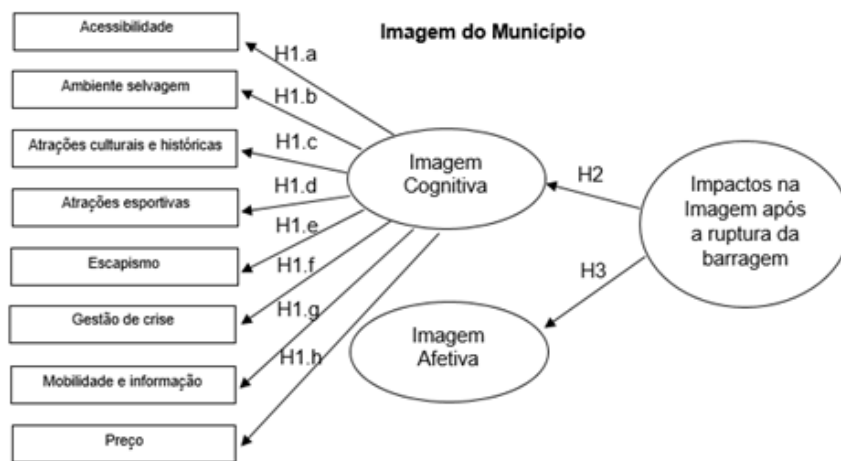 Imagem do Município
Acessibilidade
Ambiente selvagem
Atrações culturais e históricas
Atrações esportivas
Escapismo
Gestão de crise
Mobilidade e informação
Preço
H1.a
H1.b
H1.c
H1.d
H1.e
H1.f
H1.g
H1.h
Imagem
Cognitiva
Imagem
Afetiva
H2
H3
Impactos na
Imagem após
a ruptura da
barragem